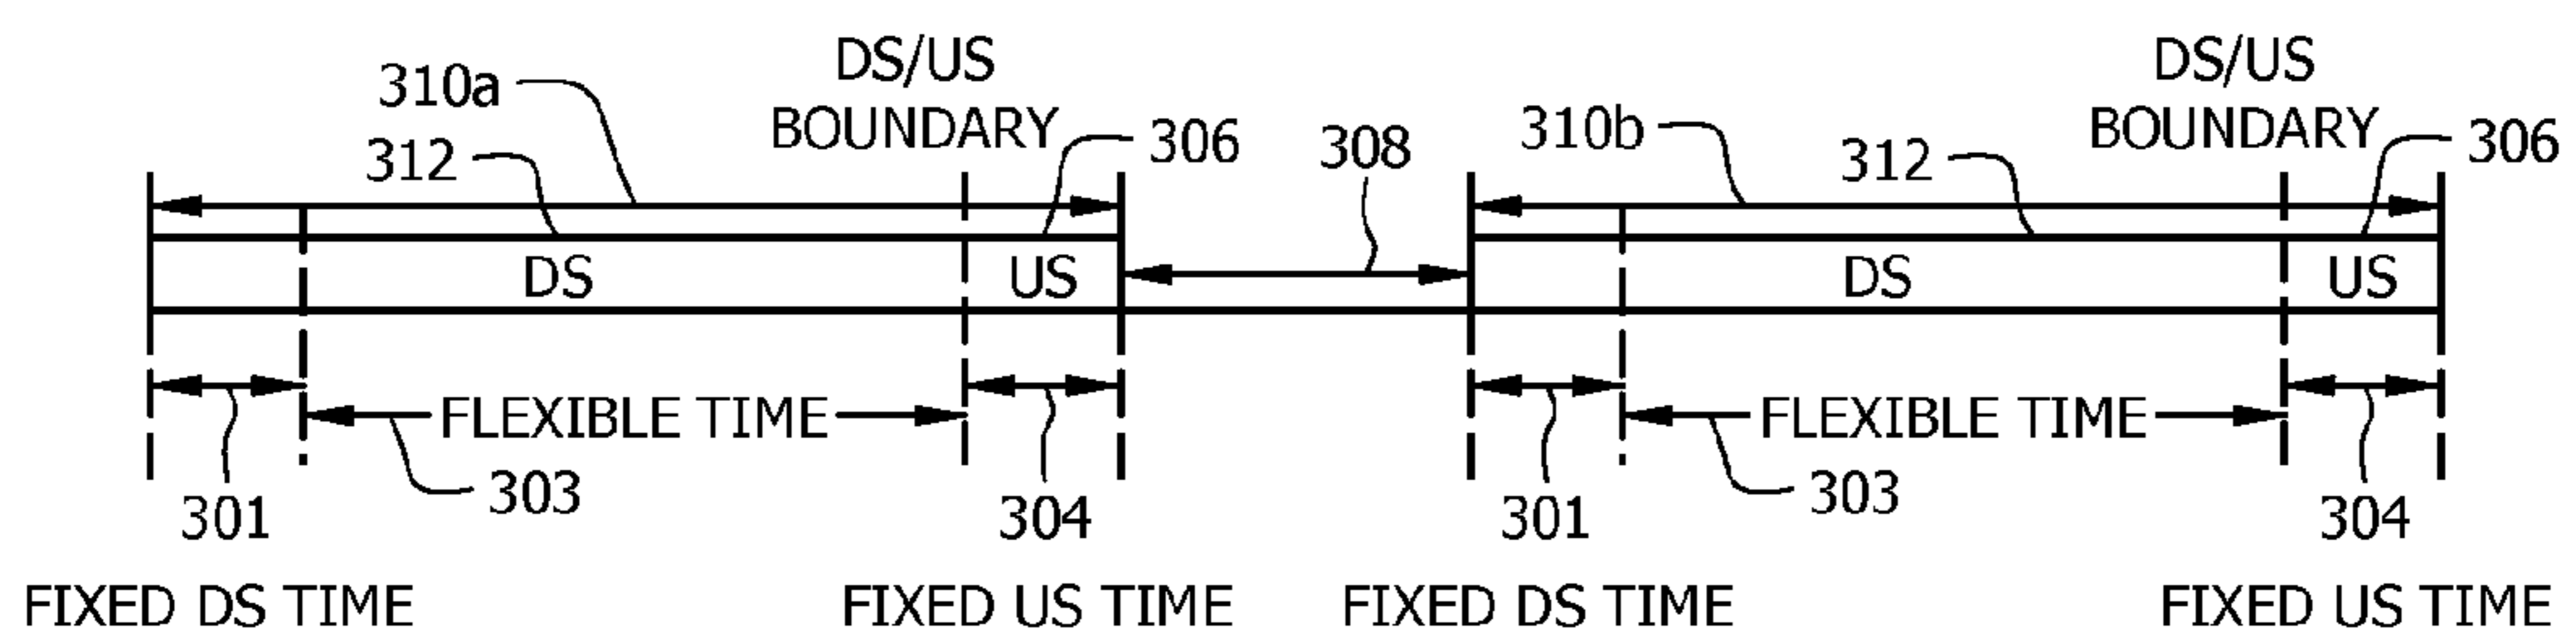 310a
DS/US
BOUNDARY
312
306
308
310b
DS/US
BOUNDARY
312
306
DS
US
DS
US
FLEXIBLE TIME
FLEXIBLE TIME
301
303
304
301
303
304
FIXED DS TIME
FIXED US TIME
FIXED DS TIME
FIXED US TIME